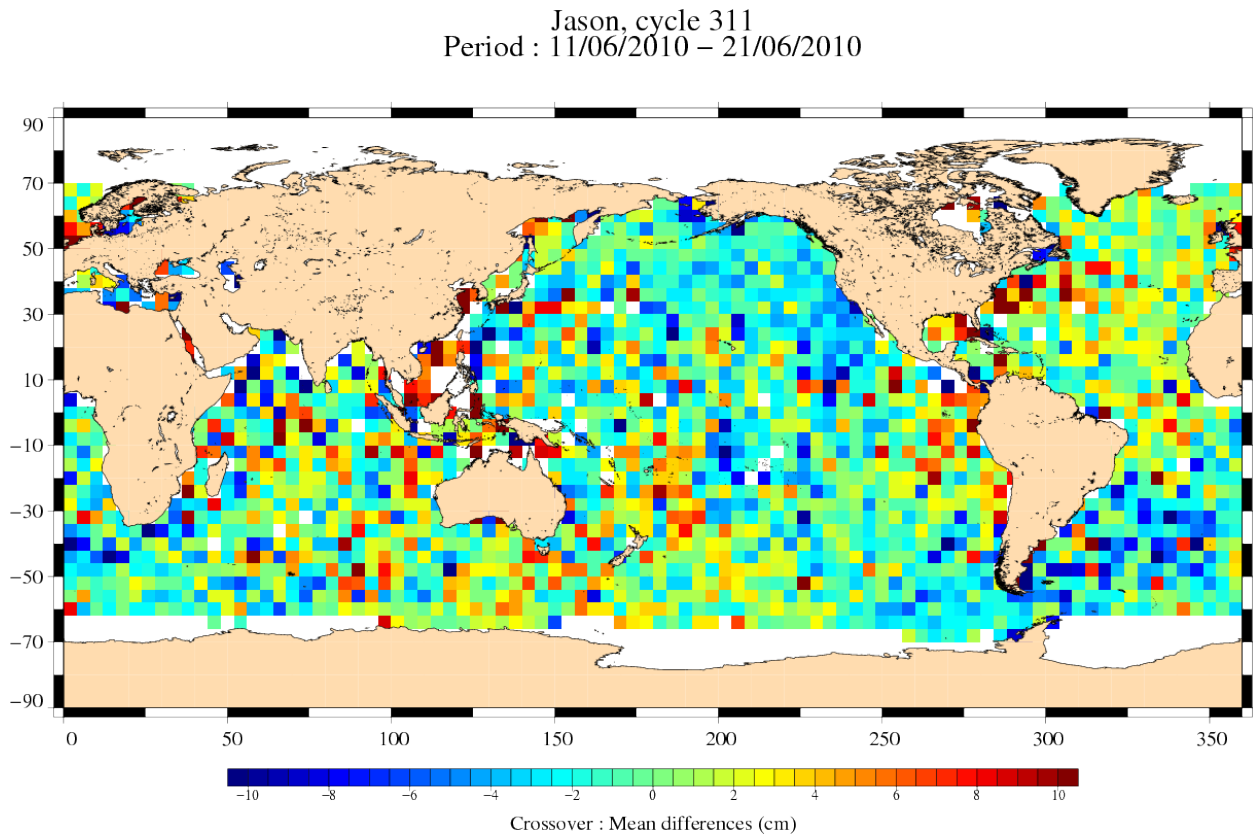 Jason, cycle 311
Period : 11/06/2010 − 21/06/2010
90
70
50
30
10
−10
−30
−50
−70
−90
0 50 100 150 200 250 300 350
−10 −8 −6 −4 −2 0 2 4 6 8 10
Crossover : Mean differences (cm)